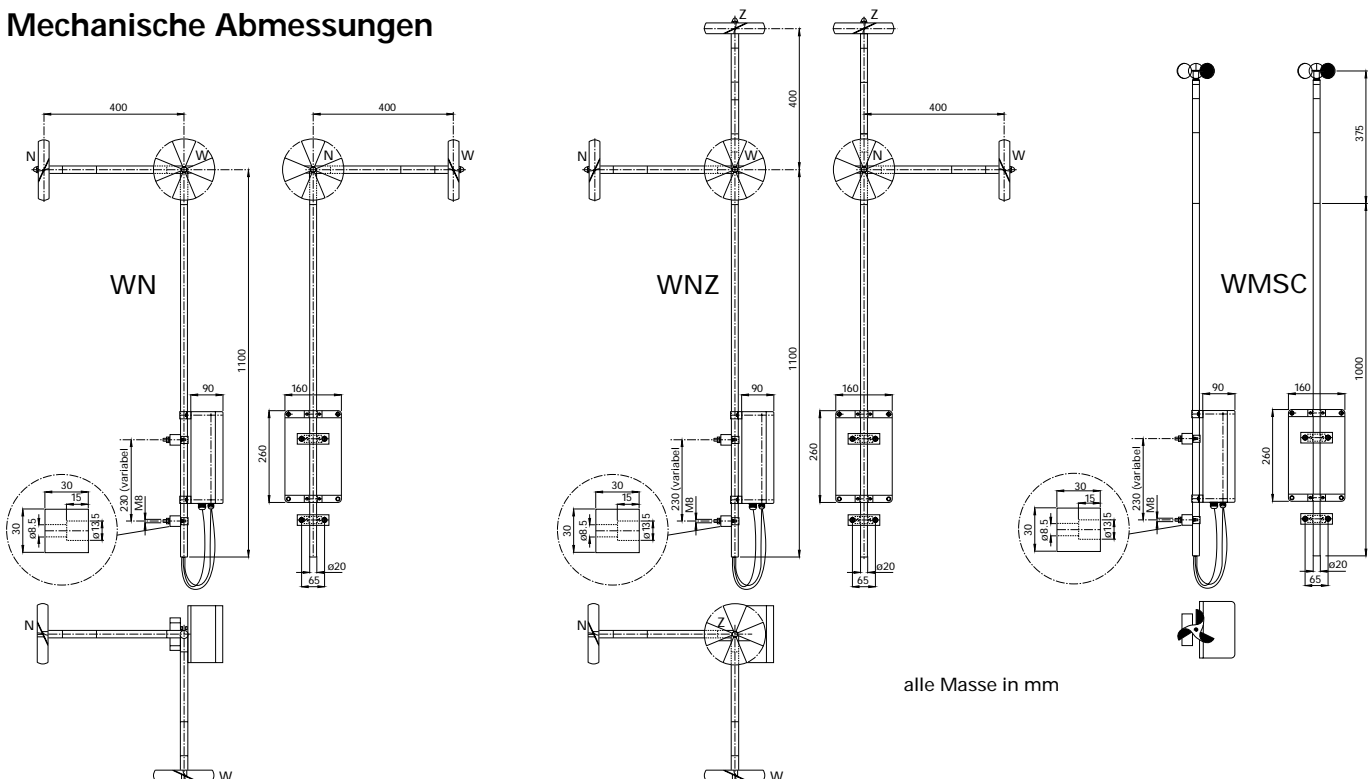 Mechanische Abmessungen
400
N
W
N
400
W
WN
1100
90
160
260
230 (variabel)
M8
30
15
30
ø8.5
ø13.5
ø20
65
N
W
Z
Z
400
400
N
W
N
W
WNZ
1100
90
160
260
230 (variabel)
M8
30
15
30
ø8.5
ø13.5
ø20
65
N
Z
W
375
WMSC
1000
90
160
260
230 (variabel)
M8
30
15
30
ø8.5
ø13.5
ø20
65
alle Masse in mm